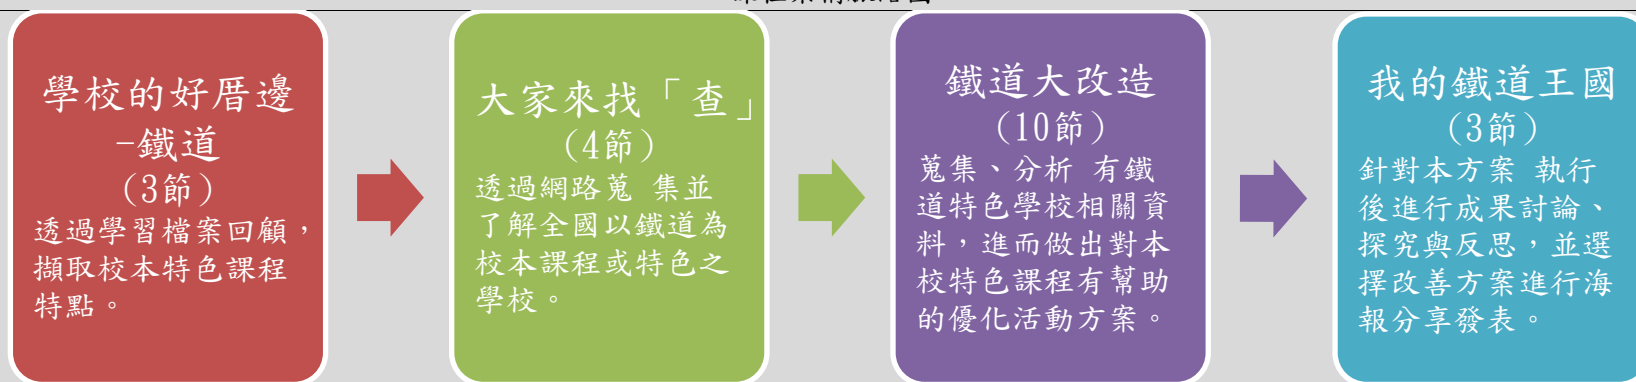 學校的好厝邊
-鐵道
(3節)
透過學習檔案回顧，
擷取校本特色課程
特點。
大家來找「查」
(4節)
透過網路蒐 集並
了解全國以鐵道為
校本課程或特色之
學校。
鐵道大改造
(10節)
蒐集、分析 有鐵
道特色學校相關資
料，進而做出對本
校特色課程有幫助
的優化活動方案。
我的鐵道王國
(3節)
針對本方案 執行
後進行成果討論、
探究與反思，並選
擇改善方案進行海
報分享發表。